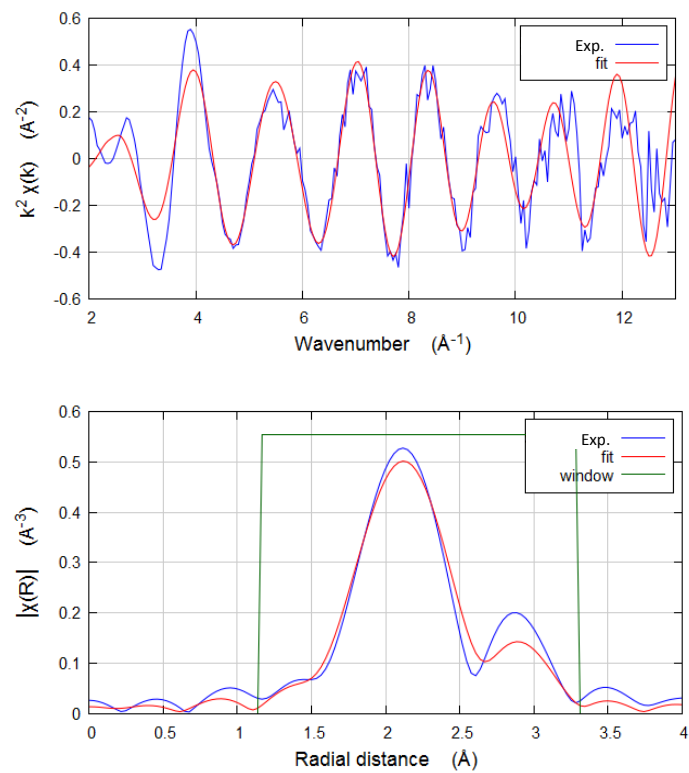 0.6
0.4
0.2
0
-0.2
-0.4
-0.6
k² χ(k) (A⁻²)
Exp.
fit
2 4 6 8 10 12
Wavenumber (Å⁻¹)
0.6
0.5
0.4
0.3
0.2
0.1
0
|χ(R)| (A⁻³)
Exp.
fit
window
0 0.5 1 1.5 2 2.5 3 3.5 4
Radial distance (Å)